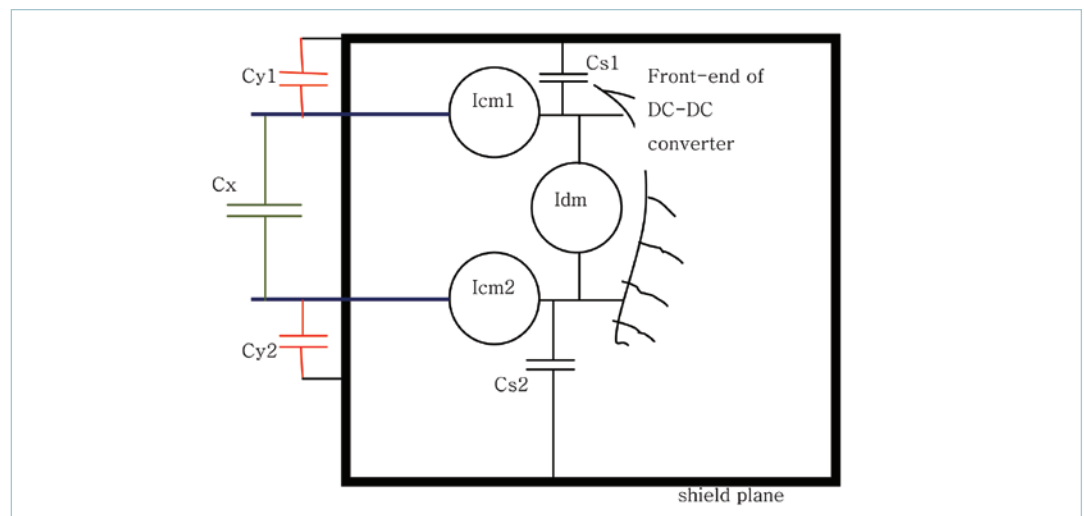 Cy1
Cs1
Icm1
Front-end of
DC-DC
converter
Cx
Idm
Icm2
Cy2
Cs2
shield plane